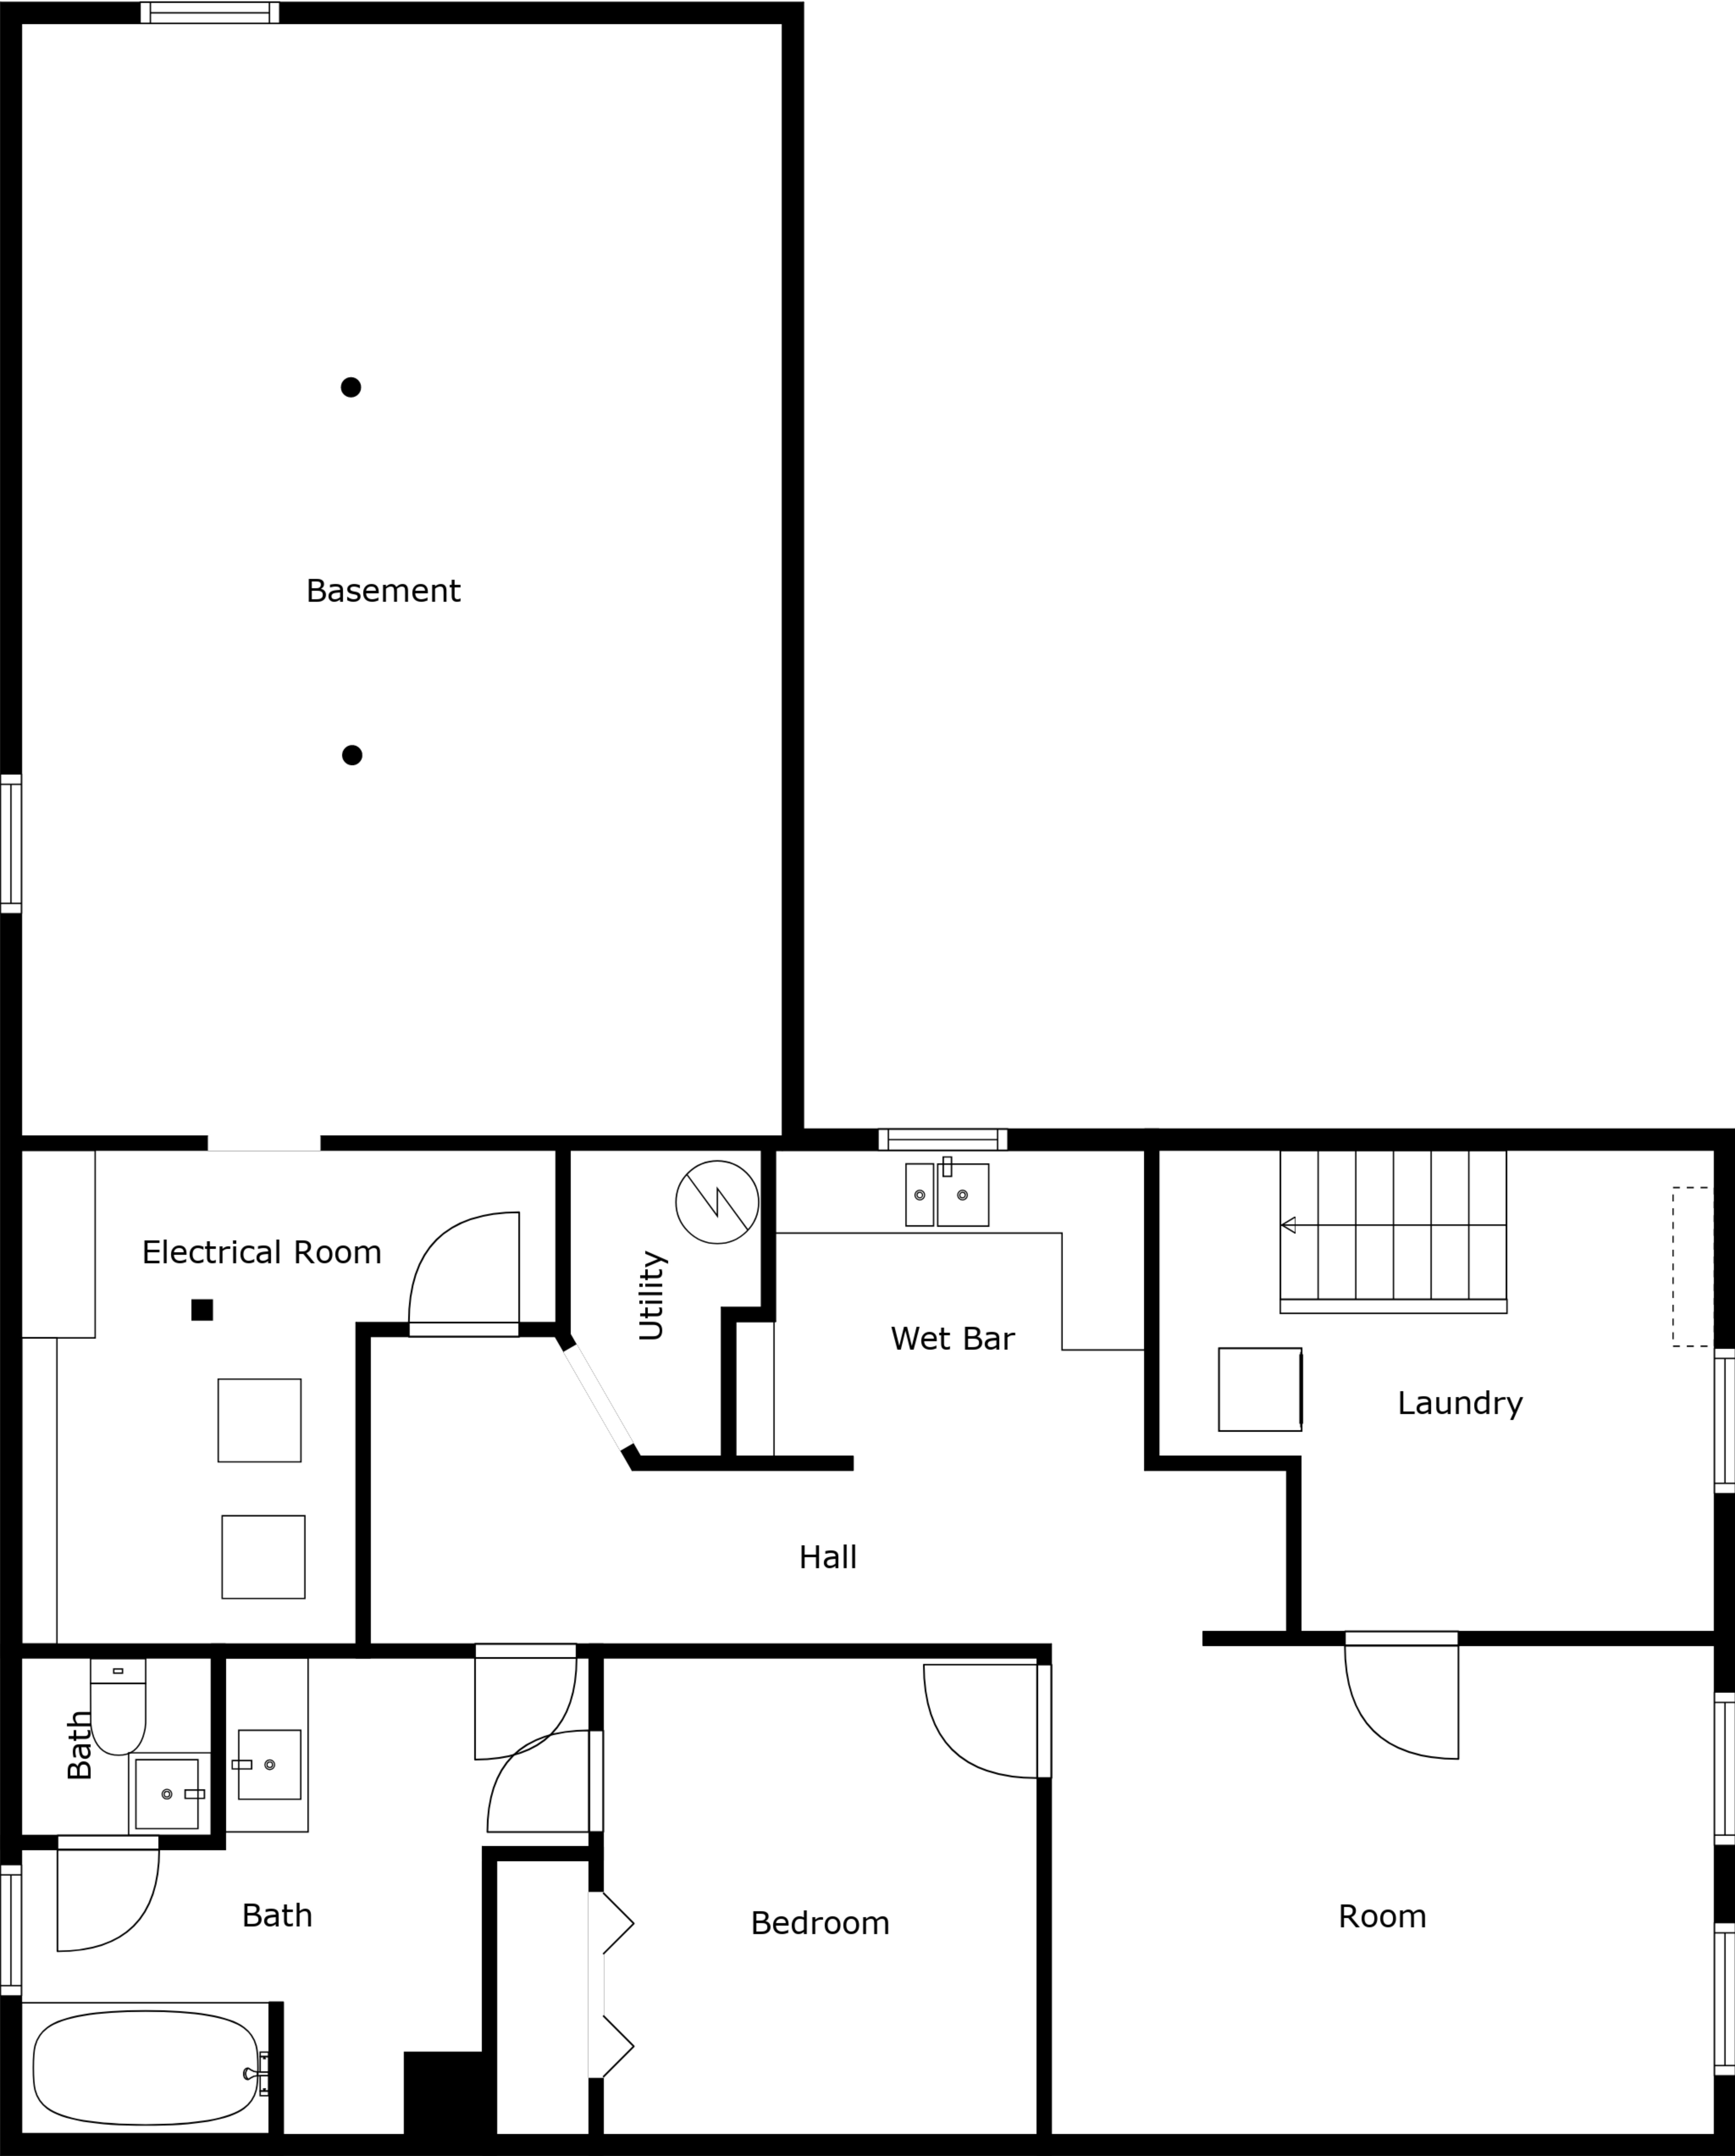 Basement
Electrical Room
Utility
Wet Bar
Laundry
Hall
Bath
Bath
Bedroom
Room